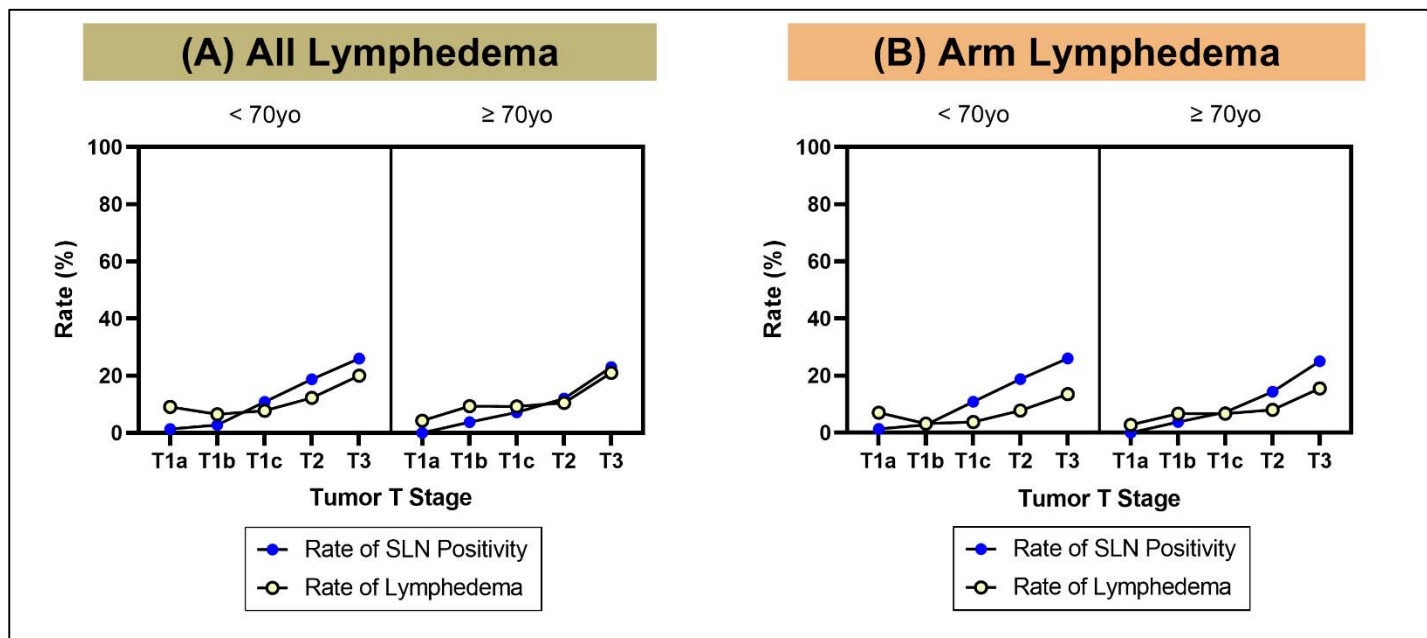 (A) All Lymphedema
< 70yo
≥ 70yo
Rate (%)
100
80
60
40
20
0
T1a T1b T1c T2 T3 T1a T1b T1c T2 T3
Tumor T Stage
Rate of SLN Positivity
Rate of Lymphedema
(B) Arm Lymphedema
< 70yo
≥ 70yo
Rate (%)
100
80
60
40
20
0
T1a T1b T1c T2 T3 T1a T1b T1c T2 T3
Tumor T Stage
Rate of SLN Positivity
Rate of Lymphedema